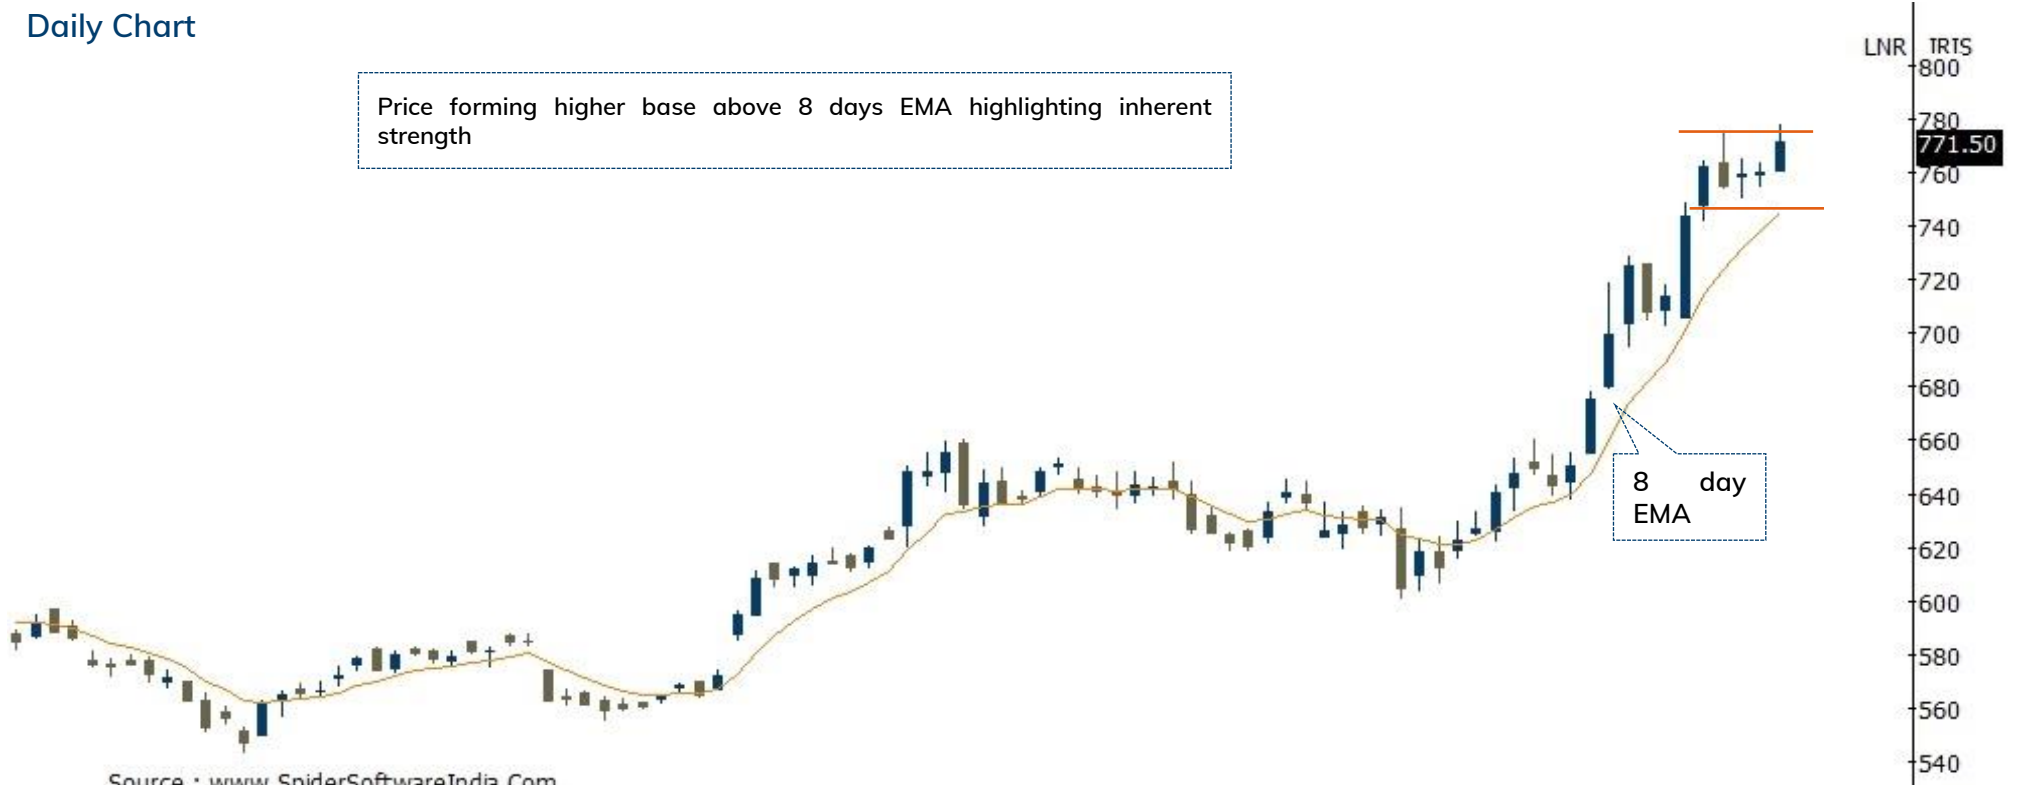 Daily Chart
LNR TRTS
800
Price forming higher base above 8 days EMA highlighting inherent
strength
780
771.50
760
740
720
700
680
660
8 day
EMA
640
620
600
580
560
540
Source : www.SpiderSoftwareIndia.Com